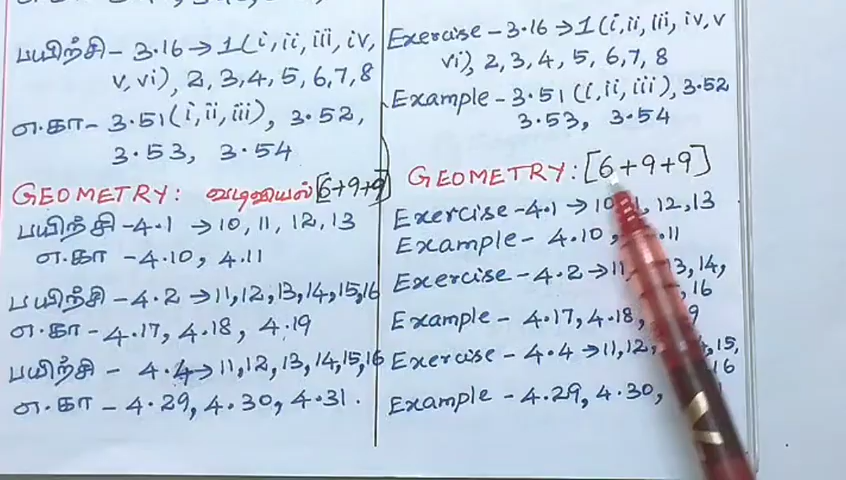 பயிற்சி - 3.16 → 1(i, ii, iii, iv,
v, vi), 2, 3, 4, 5, 6, 7, 8
எ.கா - 3.51(i, ii, iii), 3.52,
3.53, 3.54
GEOMETRY: வடிவியல் [6+9+9]
பயிற்சி - 4.1 → 10, 11, 12, 13
எ.கா - 4.10, 4.11
பயிற்சி - 4.2 → 11, 12, 13, 14, 15, 16
எ.கா - 4.17, 4.18, 4.19
பயிற்சி - 4.4 → 11, 12, 13, 14, 15, 16
எ.கா - 4.29, 4.30, 4.31.
Exercise - 3.16 → 1(i, ii, iii, iv, v
vi), 2, 3, 4, 5, 6, 7, 8
Example - 3.51(i, ii, iii), 3.52
3.53, 3.54
GEOMETRY: [6+9+9]
Exercise - 4.1 → 10, 12, 13
Example - 4.10, .11
Exercise - 4.2 → 11, 13, 14,
16
Example - 4.17, 4.18, 9
Exercise - 4.4 → 11, 12, 15,
16
Example - 4.29, 4.30,